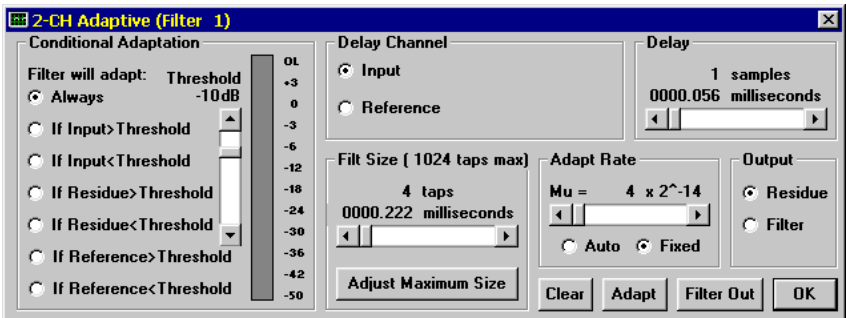 2-CH Adaptive (Filter 1)
Conditional Adaptation
Filter will adapt:
Threshold
-10dB
Always
If Input>Threshold
If Input<Threshold
If Residue>Threshold
If Residue<Threshold
If Reference>Threshold
If Reference<Threshold
OL
+3
0
-3
-6
-12
-18
-24
-30
-36
-42
-50
Delay Channel
Input
Reference
Delay
1 samples
0000.056 milliseconds
Filt Size ( 1024 taps max)
4 taps
0000.222 milliseconds
Adjust Maximum Size
Adapt Rate
Mu = 4 x 2^-14
Auto
Fixed
Output
Residue
Filter
Clear
Adapt
Filter Out
OK